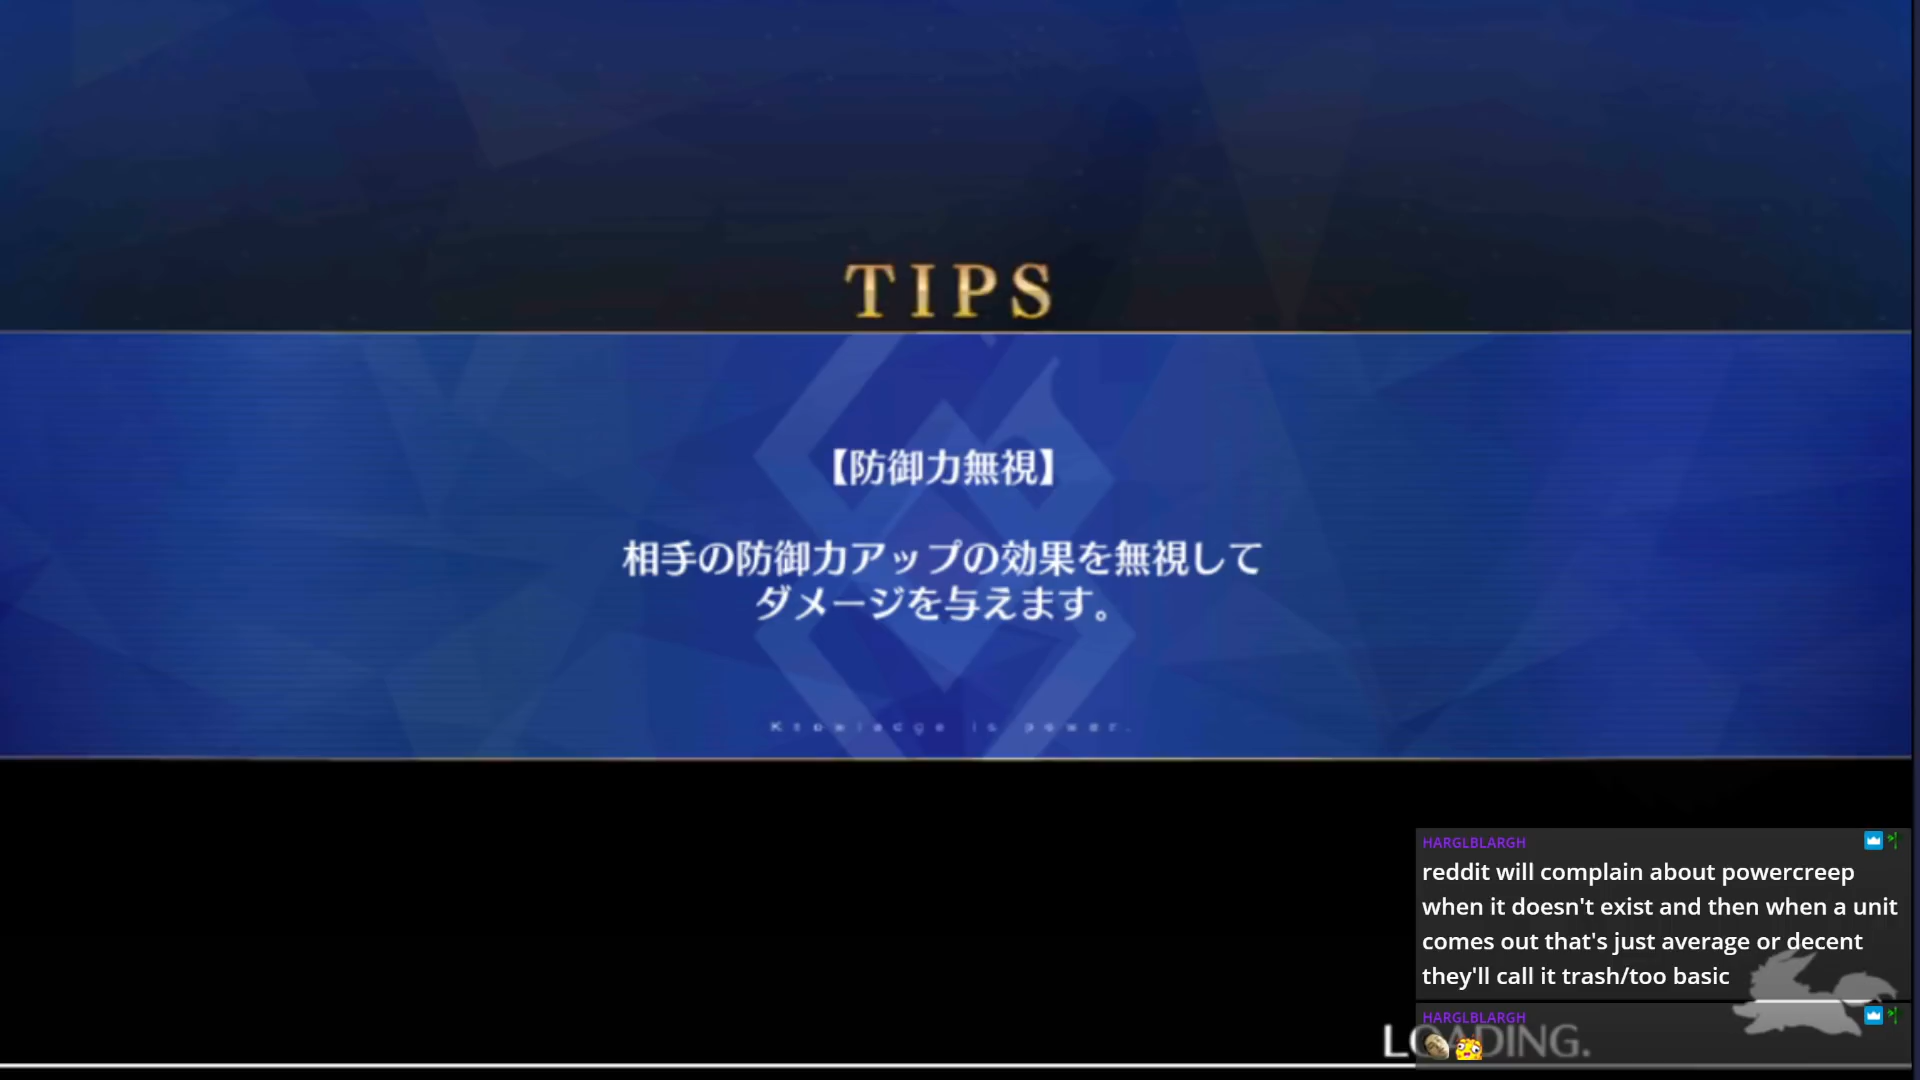 TIPS
【防御力無視】
相手の防御力アップの効果を無視して
ダメージを与えます。
Knowledge is power.
HARGLBLARGH
reddit will complain about powercreep
when it doesn't exist and then when a unit
comes out that's just average or decent
they'll call it trash/too basic
HARGLBLARGH
LOADING.